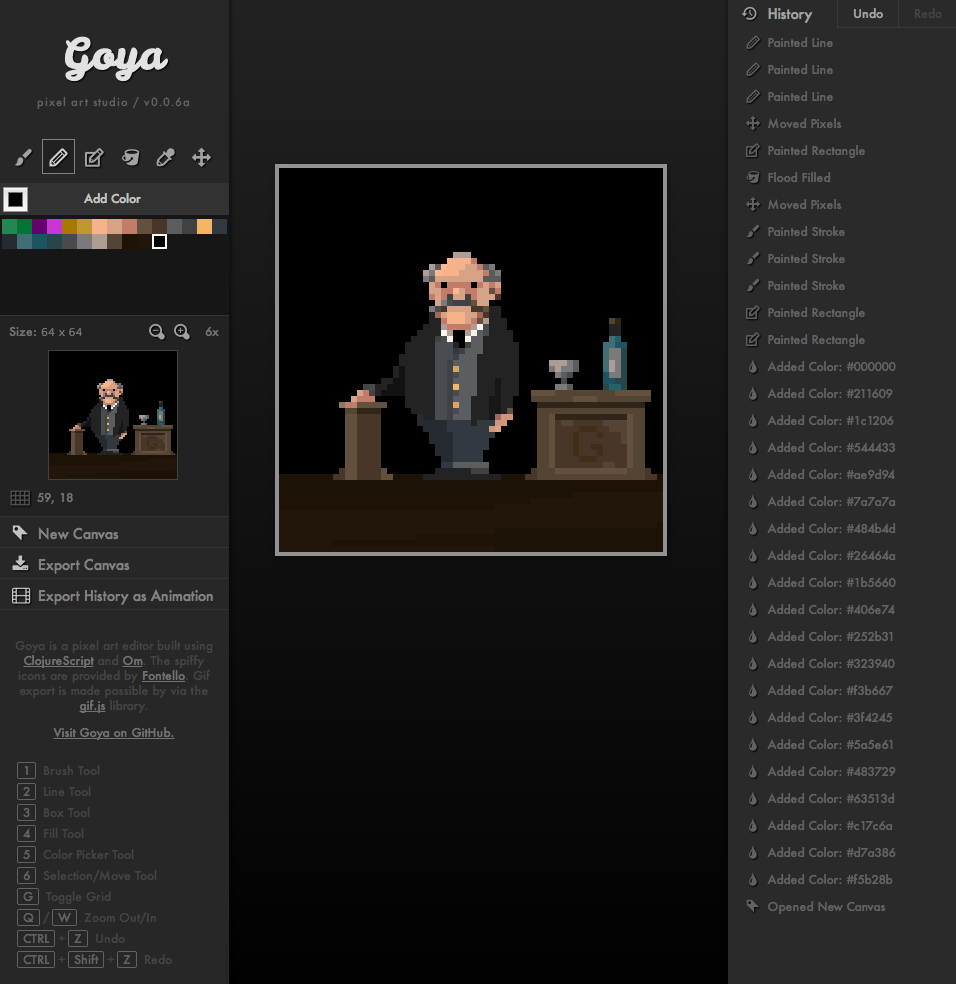 Goya
pixel art studio / v0.0.6a
Add Color
Size: 64 x 64
6x
59, 18
New Canvas
Export Canvas
Export History as Animation
Goya is a pixel art editor built using
ClojureScript and Om. The spiffy
icons are provided by Fontello. Gif
export is made possible by via the
gif.js library.
Visit Goya on GitHub.
1 Brush Tool
2 Line Tool
3 Box Tool
4 Fill Tool
5 Color Picker Tool
6 Selection/Move Tool
G Toggle Grid
Q / W Zoom Out/In
CTRL + Z Undo
CTRL + Shift + Z Redo
G
History Undo Redo
Painted Line
Painted Line
Painted Line
Moved Pixels
Painted Rectangle
Flood Filled
Moved Pixels
Painted Stroke
Painted Stroke
Painted Stroke
Painted Rectangle
Painted Rectangle
Added Color: #000000
Added Color: #211609
Added Color: #1c1206
Added Color: #544433
Added Color: #ae9d94
Added Color: #7a7a7a
Added Color: #484b4d
Added Color: #26464a
Added Color: #1b5660
Added Color: #406e74
Added Color: #252b31
Added Color: #323940
Added Color: #f3b667
Added Color: #3f4245
Added Color: #5a5e61
Added Color: #483729
Added Color: #63513d
Added Color: #c17c6a
Added Color: #d7a386
Added Color: #f5b28b
Opened New Canvas